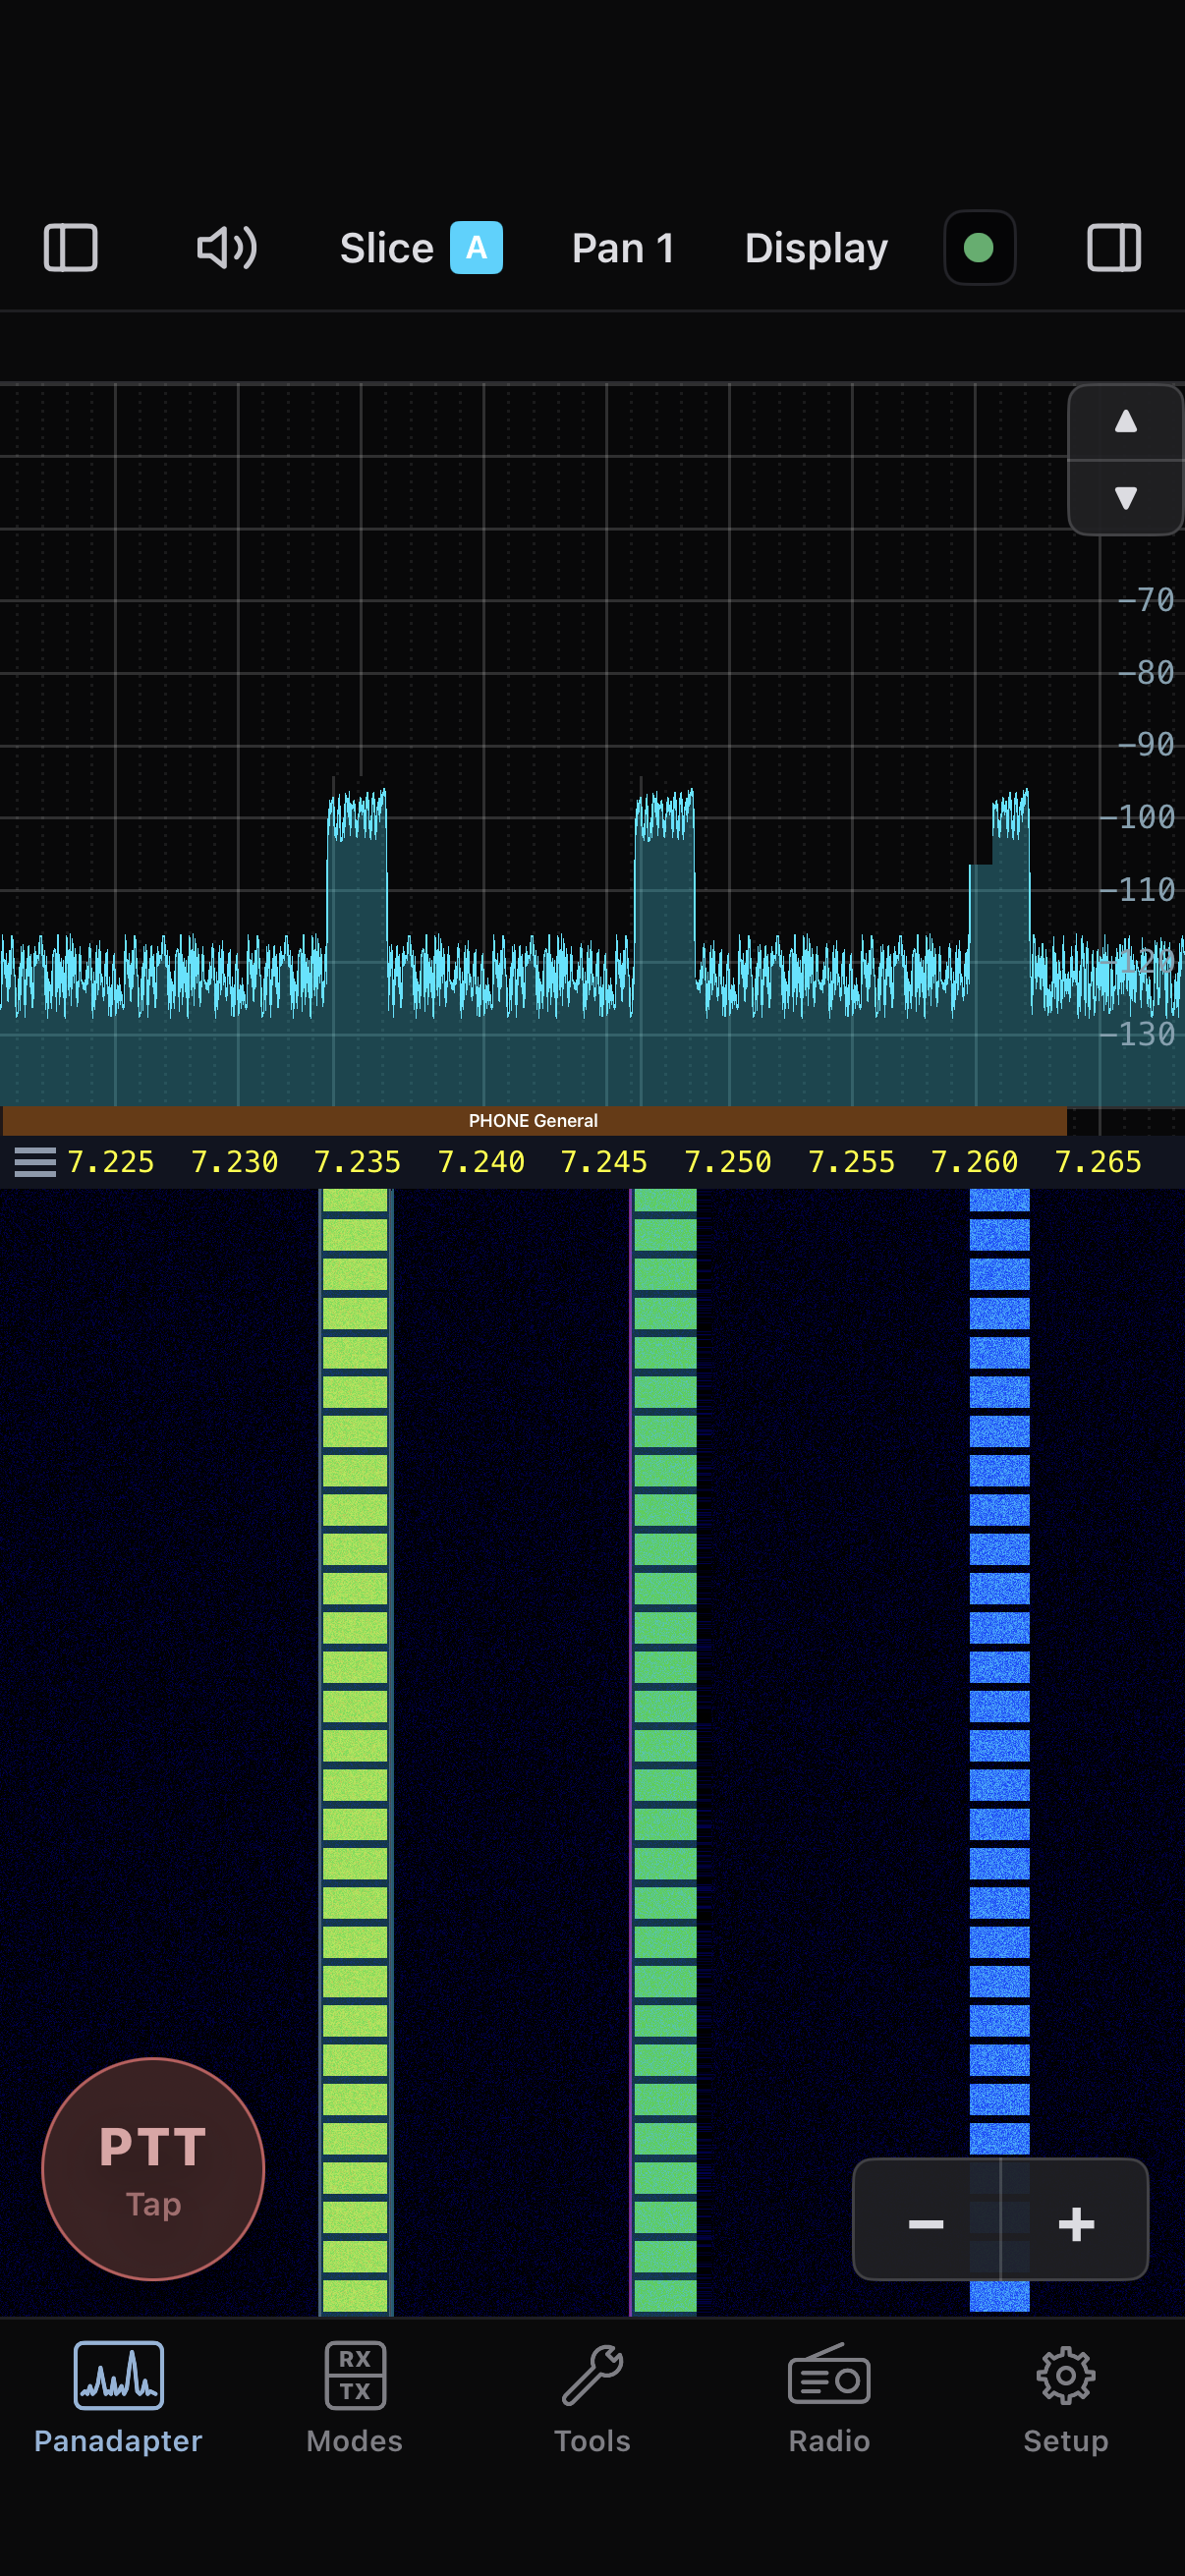 Slice A Pan 1 Display
-70
-80
-90
-100
-110
-120
-130
PHONE General
7.225 7.230 7.235 7.240 7.245 7.250 7.255 7.260 7.265
PTT
Tap
− +
RX
TX
Panadapter Modes Tools Radio Setup